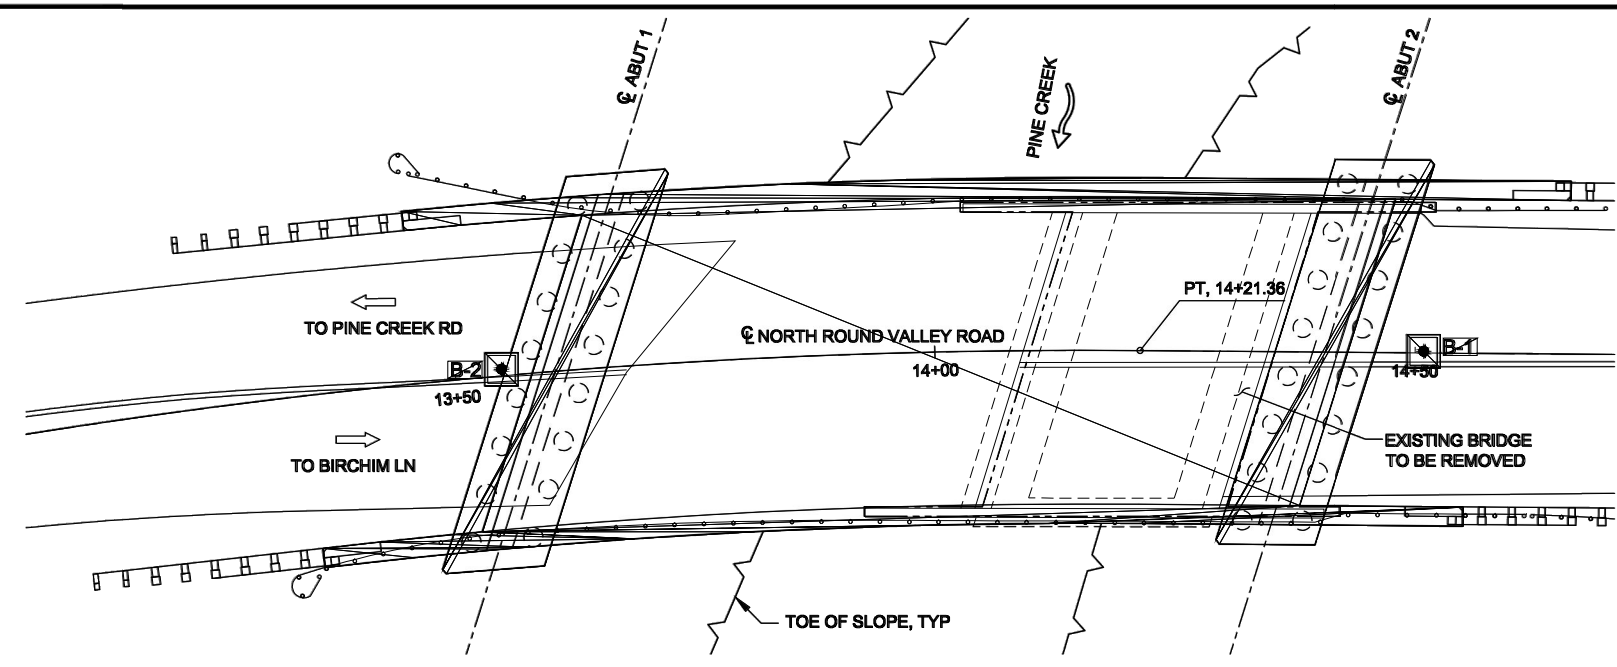 ℄ ABUT 1
PINE CREEK
℄ ABUT 2
PT, 14+21.36
TO PINE CREEK RD
℄ NORTH ROUND VALLEY ROAD
B-1
B-2
14+00
14+50
13+50
TO BIRCHIM LN
EXISTING BRIDGE
TO BE REMOVED
TOE OF SLOPE, TYP